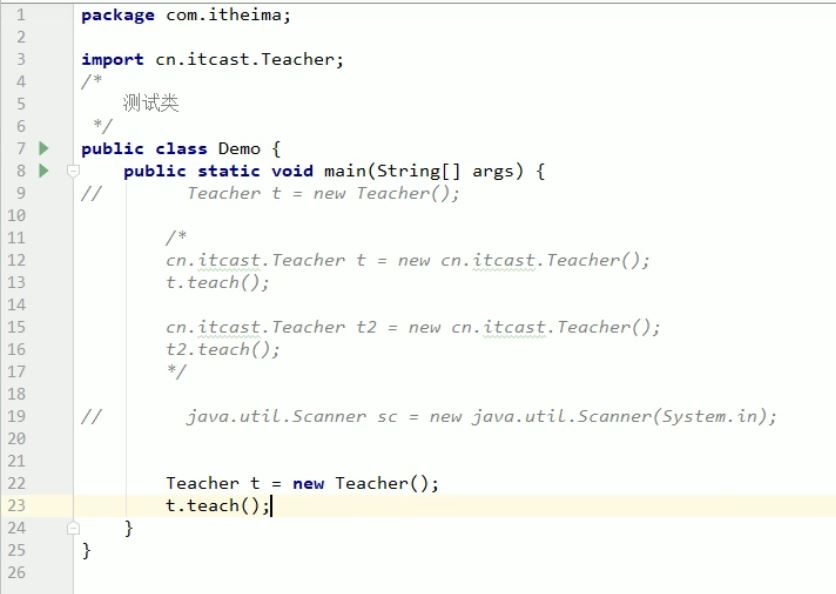 1 package com.itheima;
2
3 import cn.itcast.Teacher;
4 /*
5 测试类
6 */
7 public class Demo {
8 public static void main(String[] args) {
9 // Teacher t = new Teacher();
10
11 /*
12 cn.itcast.Teacher t = new cn.itcast.Teacher();
13 t.teach();
14
15 cn.itcast.Teacher t2 = new cn.itcast.Teacher();
16 t2.teach();
17 */
18
19 // java.util.Scanner sc = new java.util.Scanner(System.in);
20
21
22 Teacher t = new Teacher();
23 t.teach();
24 }
25 }
26